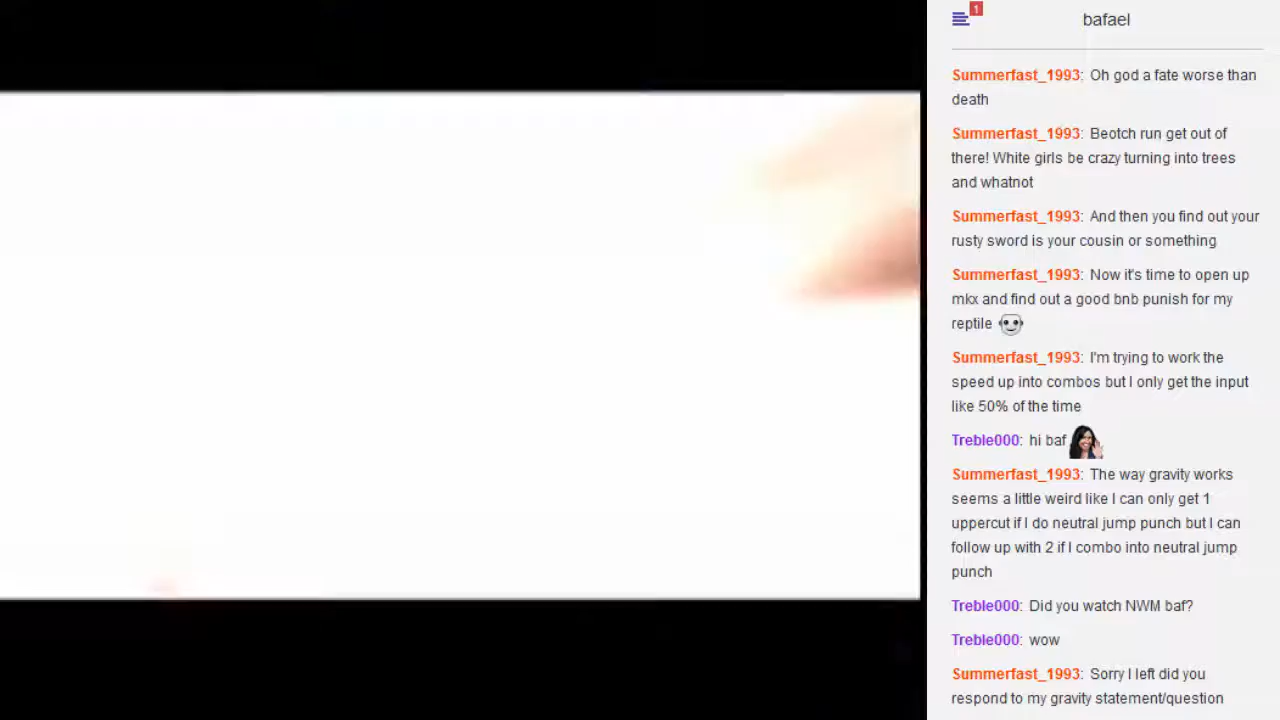 1
bafael
Summerfast_1993: Oh god a fate worse than
death
Summerfast_1993: Beotch run get out of
there! White girls be crazy turning into trees
and whatnot
Summerfast_1993: And then you find out your
rusty sword is your cousin or something
Summerfast_1993: Now it's time to open up
mkx and find out a good bnb punish for my
reptile
Summerfast_1993: I'm trying to work the
speed up into combos but I only get the input
like 50% of the time
Treble000: hi baf
Summerfast_1993: The way gravity works
seems a little weird like I can only get 1
uppercut if I do neutral jump punch but I can
follow up with 2 if I combo into neutral jump
punch
Treble000: Did you watch NWM baf?
Treble000: wow
Summerfast_1993: Sorry I left did you
respond to my gravity statement/question